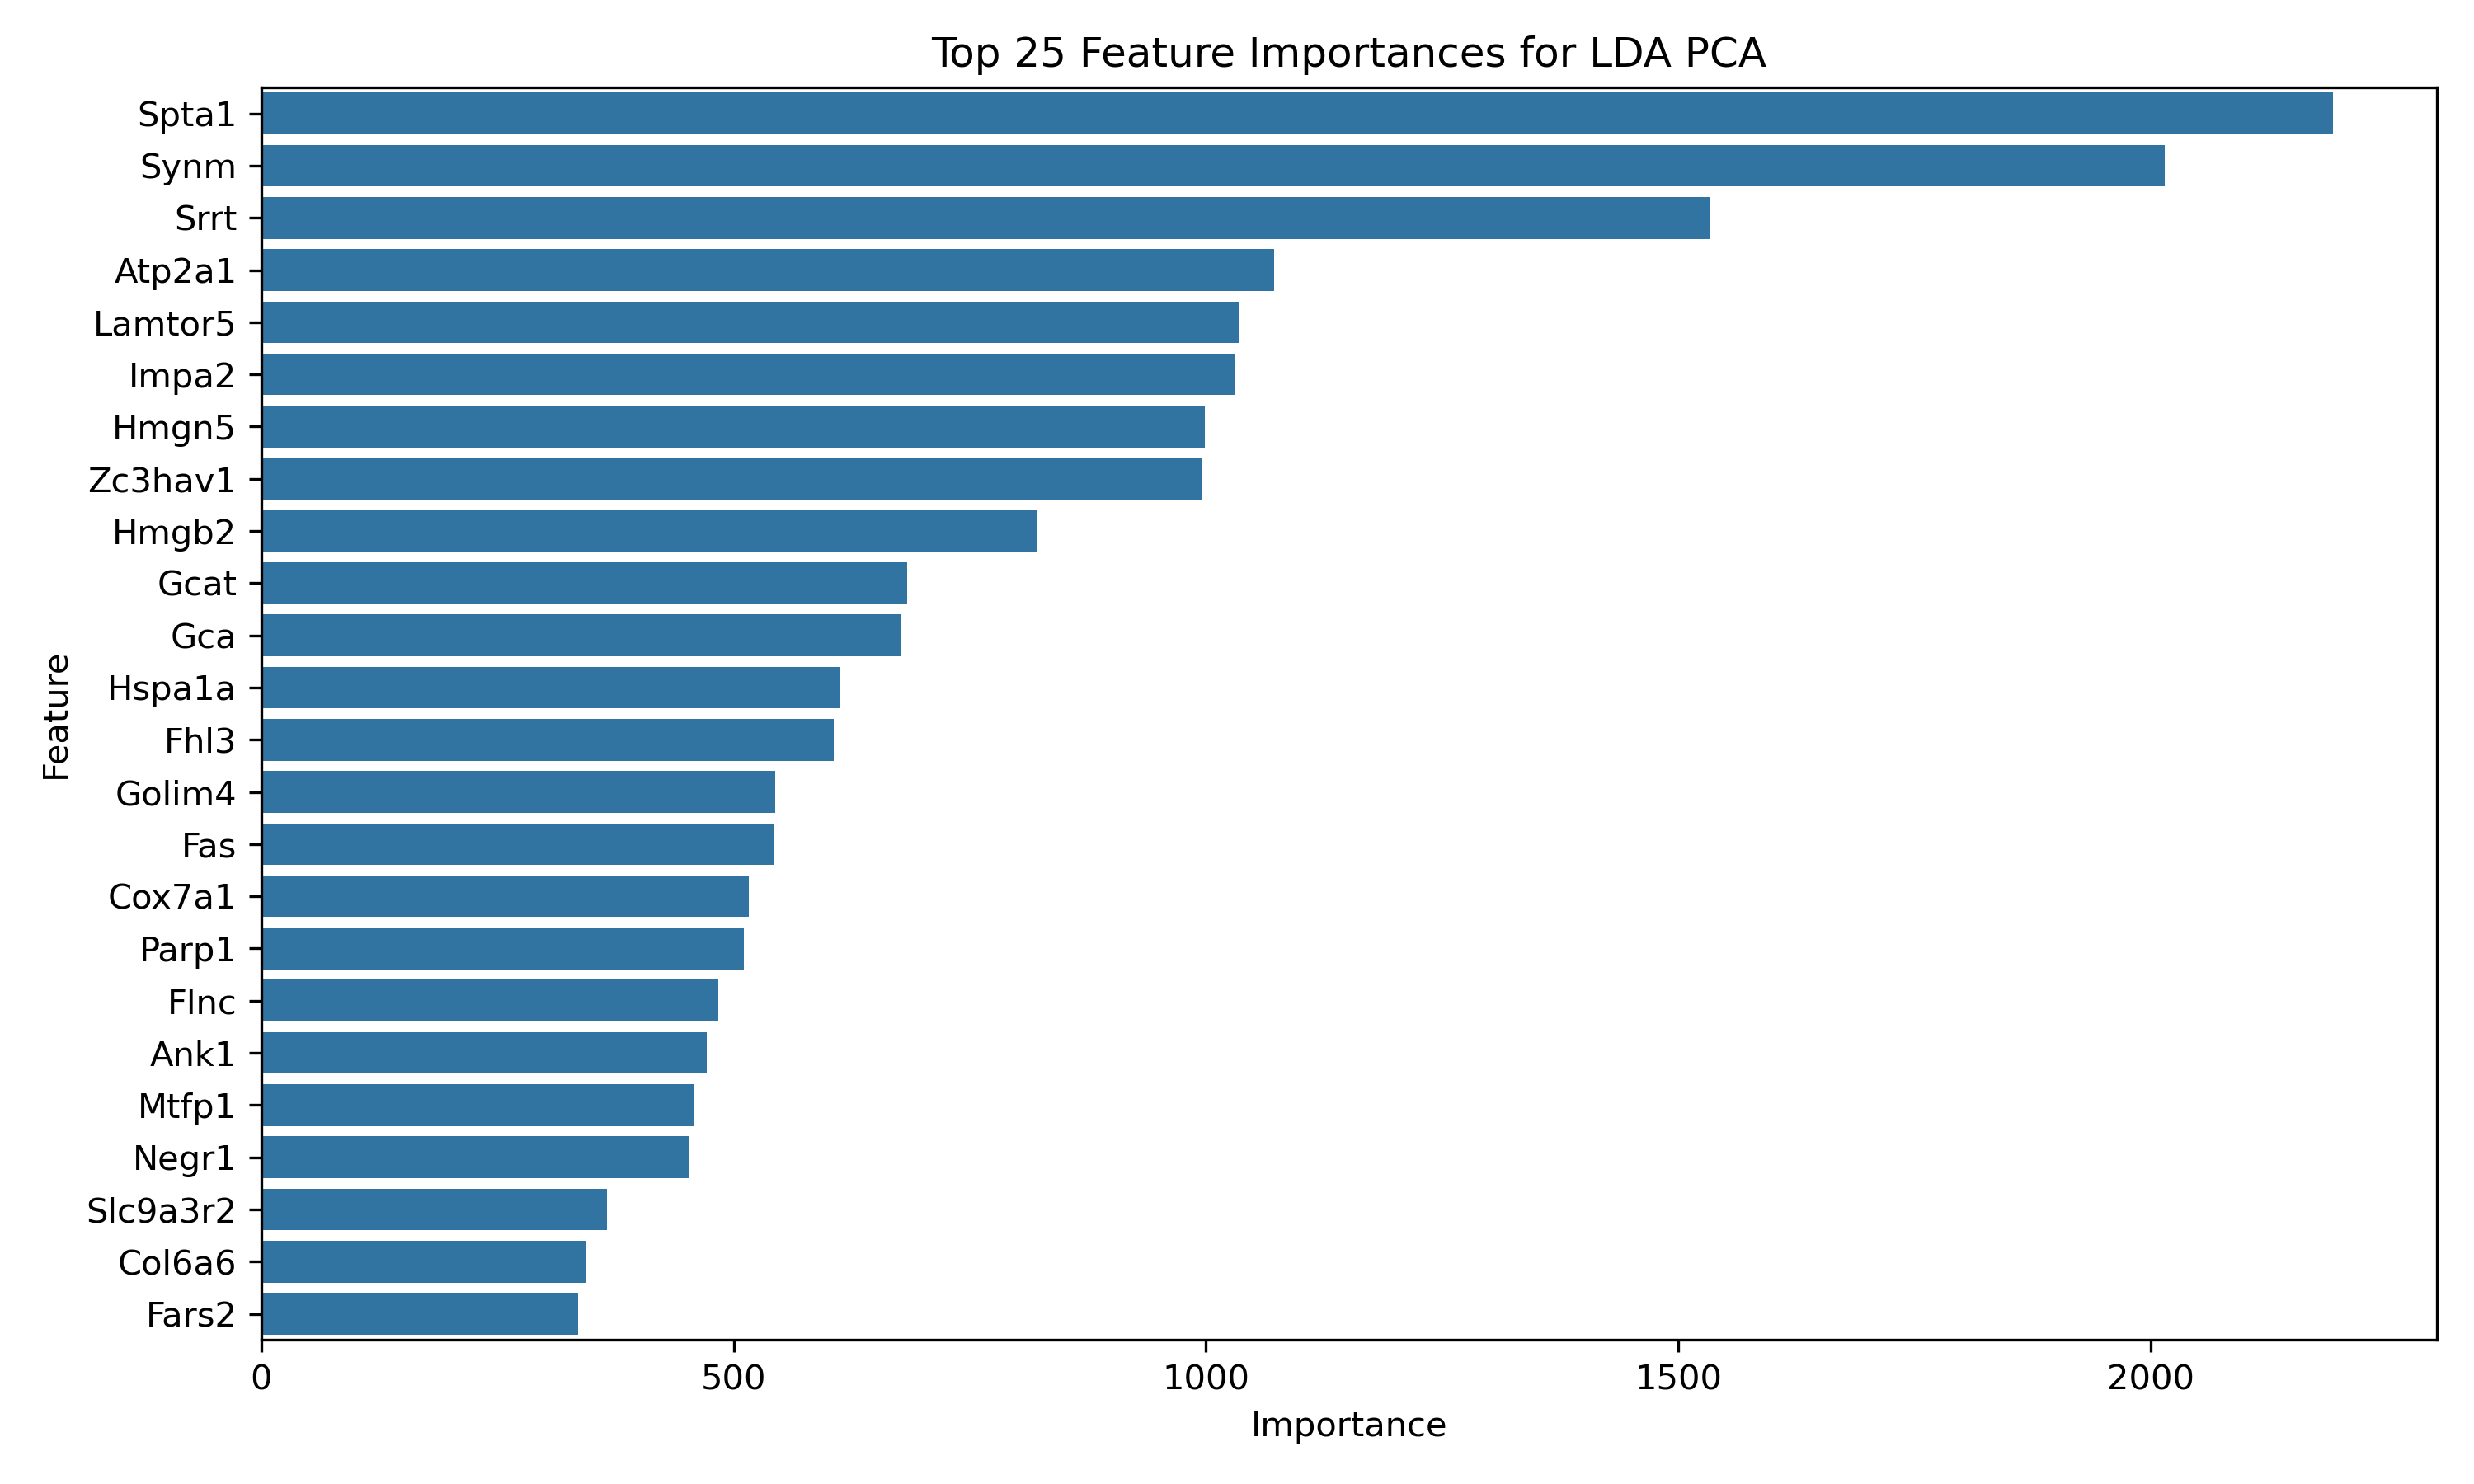 Top 25 Feature Importances for LDA PCA
Spta1
Synm
Srrt
Atp2a1
Lamtor5
Impa2
Hmgn5
Zc3hav1
Hmgb2
Gcat
Gca
Hspa1a
Fhl3
Golim4
Fas
Cox7a1
Parp1
Flnc
Ank1
Mtfp1
Negr1
Slc9a3r2
Col6a6
Fars2
Feature
0 500 1000 1500 2000
Importance